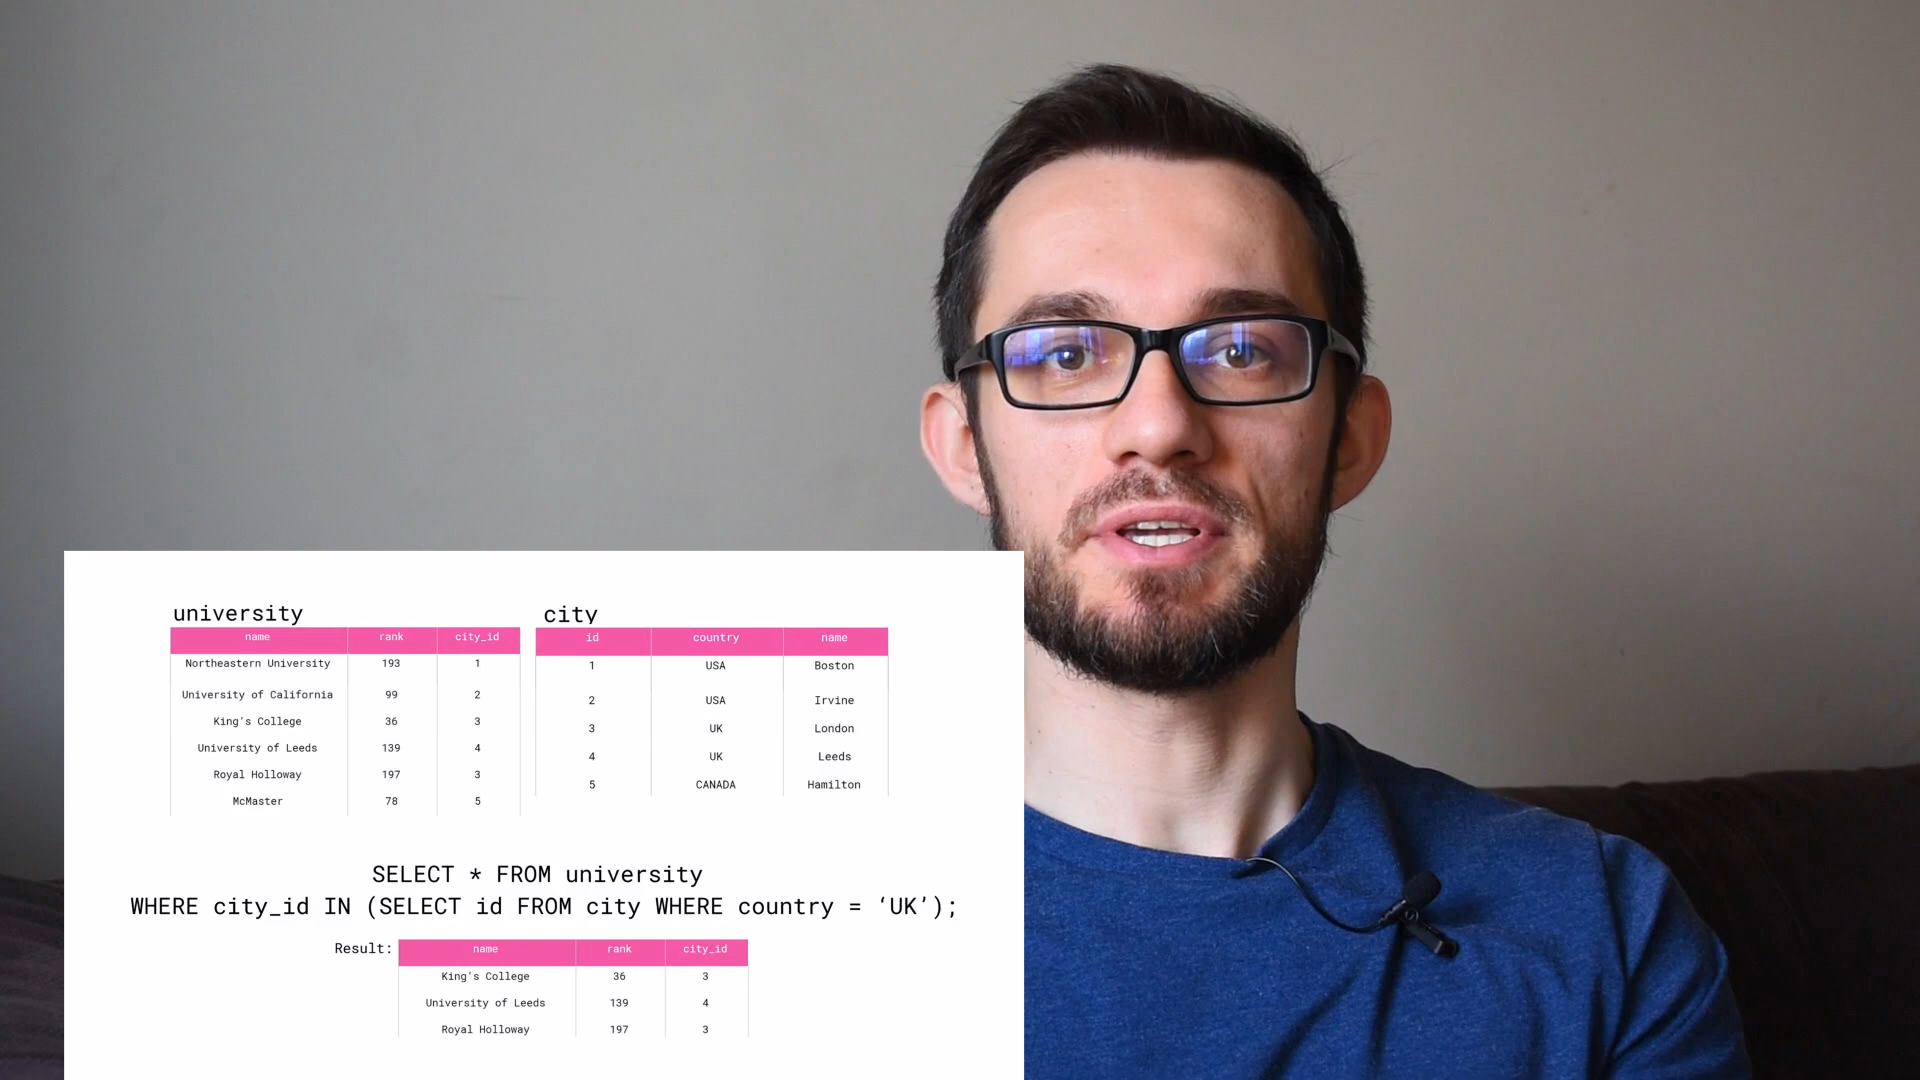 university
name rank city_id
Northeastern University 193 1
University of California 99 2
King's College 36 3
University of Leeds 139 4
Royal Holloway 197 3
McMaster 78 5
city
id country name
1 USA Boston
2 USA Irvine
3 UK London
4 UK Leeds
5 CANADA Hamilton
SELECT * FROM university
WHERE city_id IN (SELECT id FROM city WHERE country = ‘UK’);
Result:
name rank city_id
King's College 36 3
University of Leeds 139 4
Royal Holloway 197 3